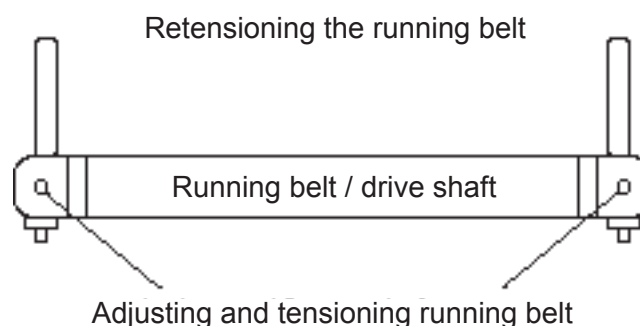 Retensioning the running belt
Running belt / drive shaft
Adjusting and tensioning running belt